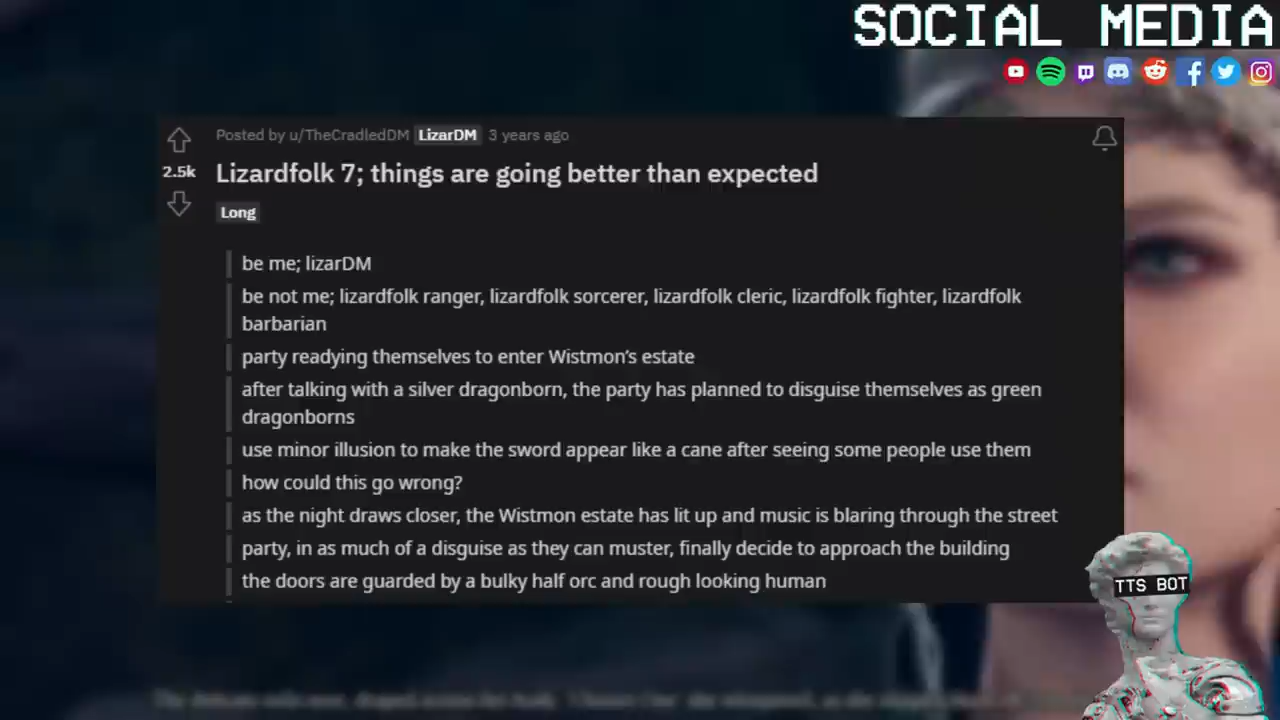 SOCIAL MEDIA
Posted by u/TheCradledDM LizarDM 3 years ago
2.5k
Lizardfolk 7; things are going better than expected
Long
be me; lizarDM
be not me; lizardfolk ranger, lizardfolk sorcerer, lizardfolk cleric, lizardfolk fighter, lizardfolk
barbarian
party readying themselves to enter Wistmon's estate
after talking with a silver dragonborn, the party has planned to disguise themselves as green
dragonborns
use minor illusion to make the sword appear like a cane after seeing some people use them
how could this go wrong?
as the night draws closer, the Wistmon estate has lit up and music is blaring through the street
party, in as much of a disguise as they can muster, finally decide to approach the building
the doors are guarded by a bulky half orc and rough looking human
TTS BOT